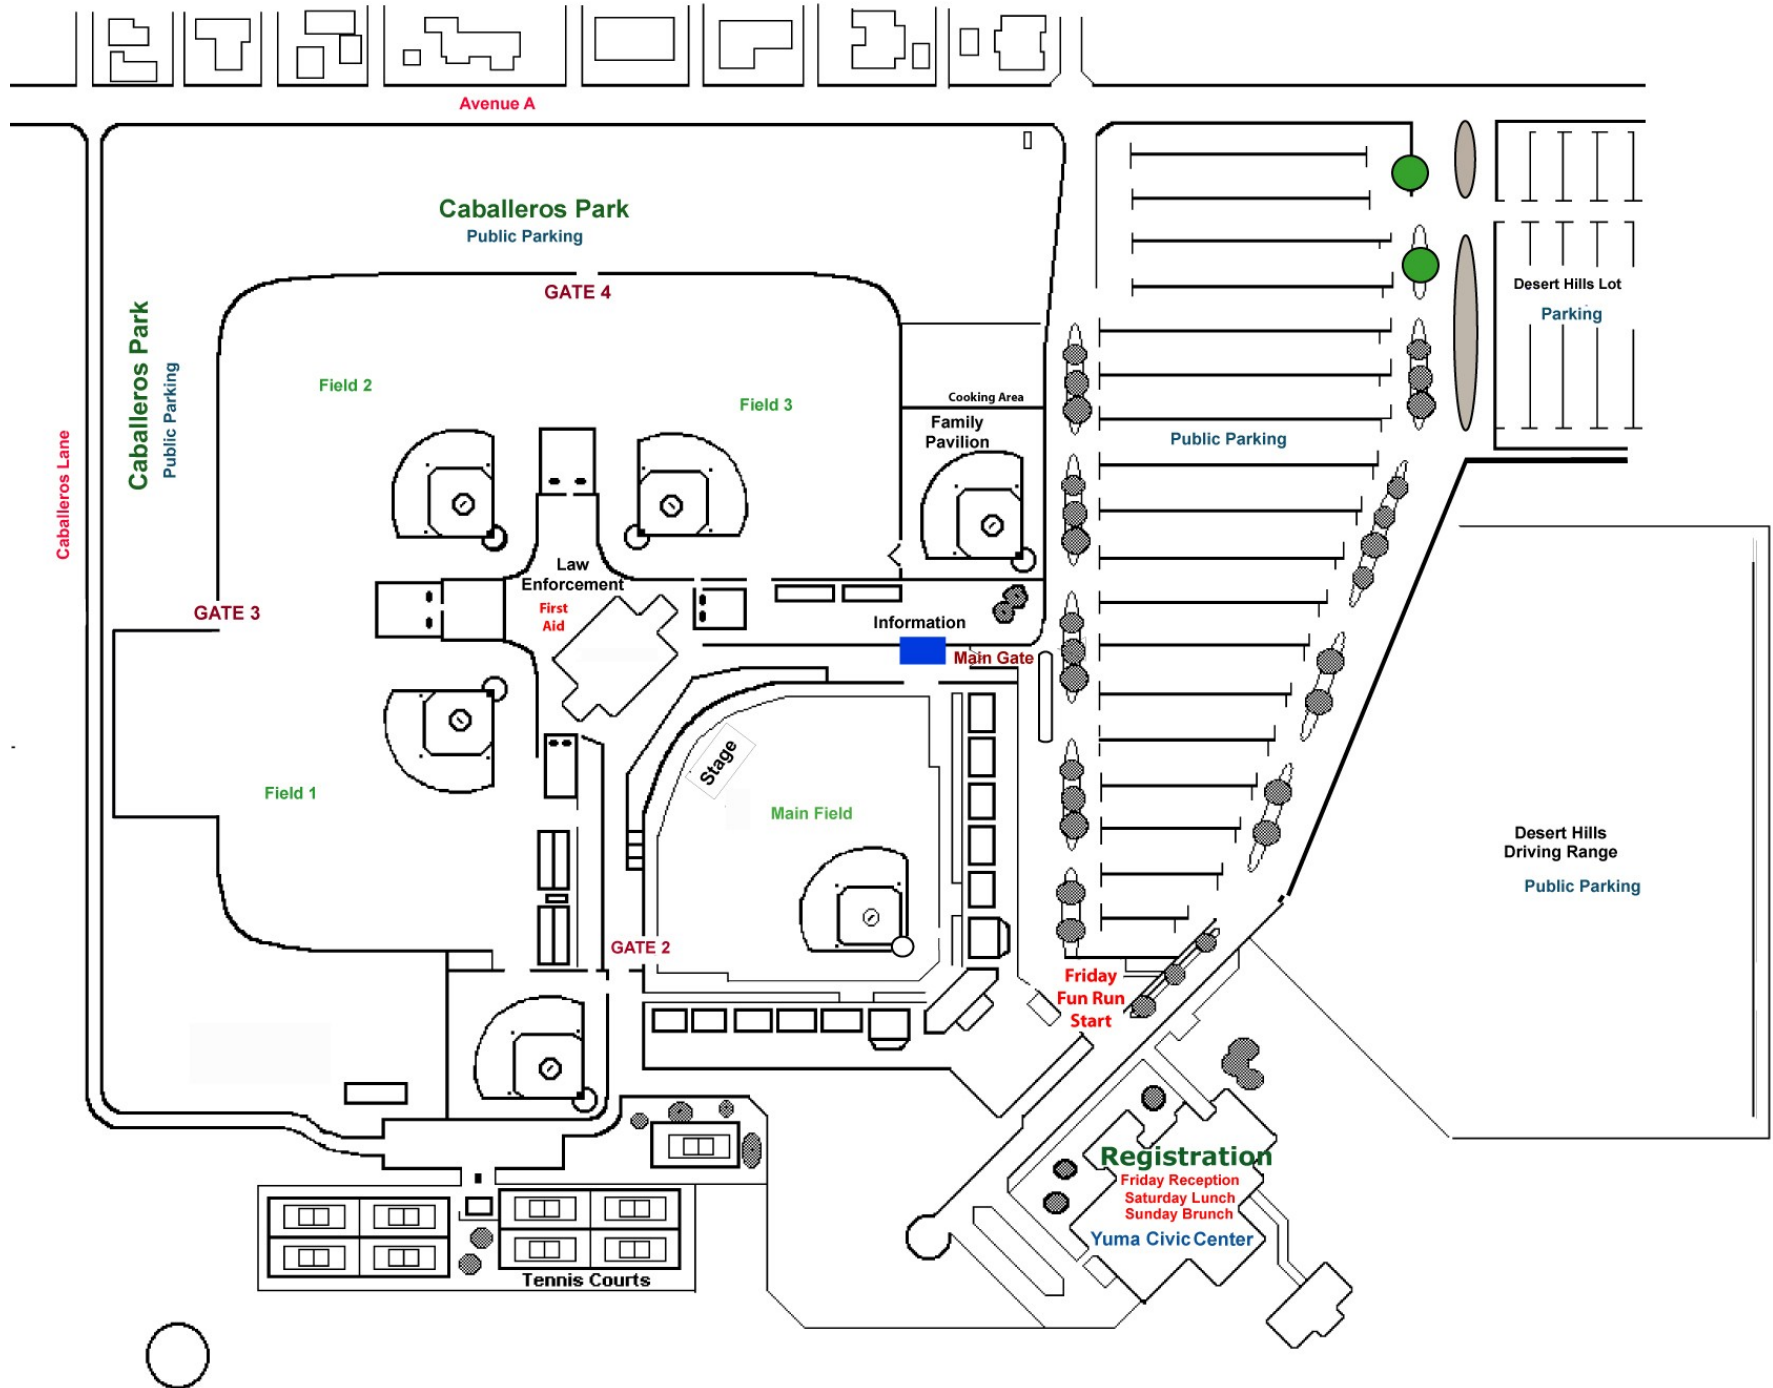 Avenue A
Caballeros Park
Public Parking
GATE 4
Caballeros Park
Public Parking
Caballeros Lane
Field 2
Field 3
Cooking Area
Family
Pavilion
Public Parking
Desert Hills Lot
Parking
Law
Enforcement
First
Aid
GATE 3
Information
Main Gate
Stage
Main Field
Field 1
GATE 2
Desert Hills
Driving Range
Public Parking
Friday
Fun Run
Start
Registration
Friday Reception
Saturday Lunch
Sunday Brunch
Yuma Civic Center
Tennis Courts